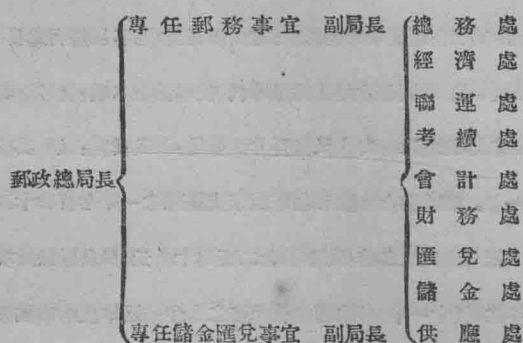 專任郵務事宜 副局長 總務處
經濟處
聯運處
考績處
郵政總局長 會計處
財務處
匯兌處
儲金處
專任儲金匯兌事宜 副局長 供應處